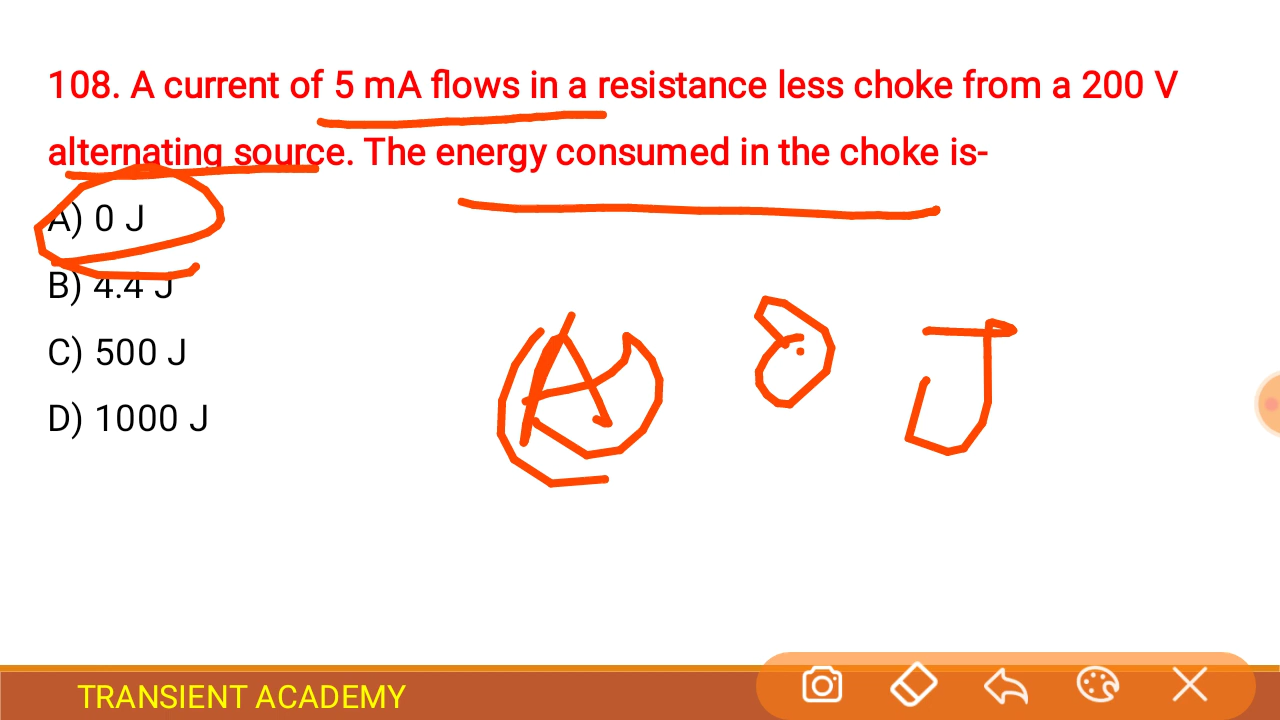 108. A current of 5 mA flows in a resistance less choke from a 200 V
alternating source. The energy consumed in the choke is-
A) 0 J
B) 4.4 J
C) 500 J
D) 1000 J
A 0 J
TRANSIENT ACADEMY